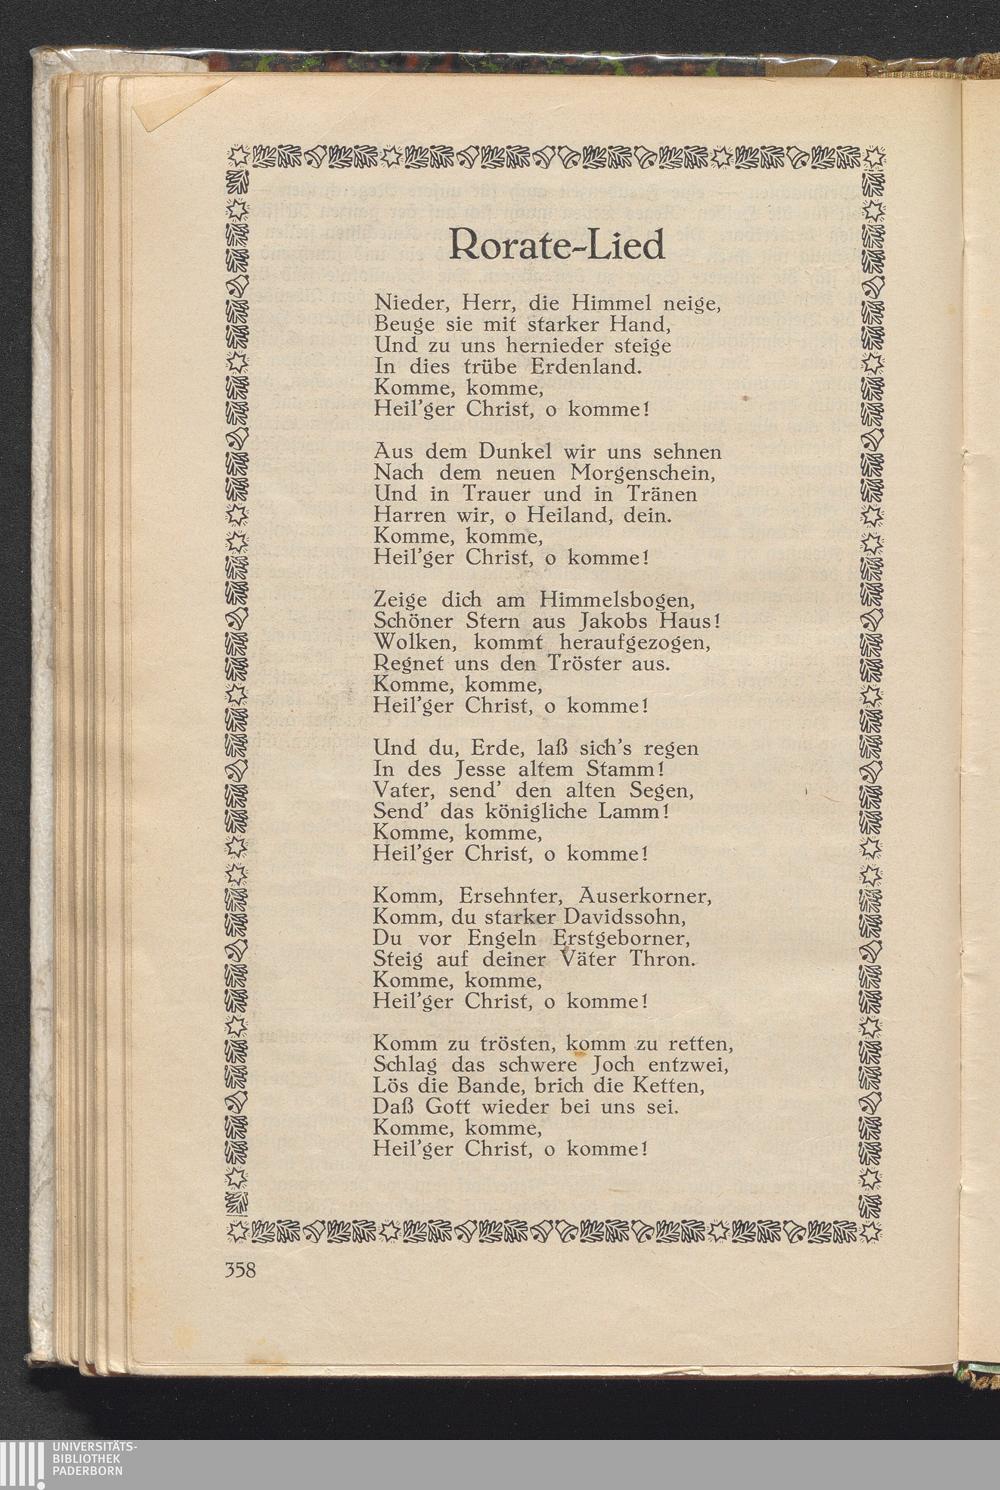 Rorate-Lied
Nieder, Herr, die Himmel neige,
Beuge sie mit starker Hand,
Und zu uns hernieder steige
In dies trübe Erdenland.
Komme, komme,
Heil'ger Christ, o komme!
Aus dem Dunkel wir uns sehnen
Nach dem neuen Morgenschein,
Und in Trauer und in Tränen
Harren wir, o Heiland, dein.
Komme, komme,
Heil'ger Christ, o komme!
Zeige dich am Himmelsbogen,
Schöner Stern aus Jakobs Haus!
Wolken, kommt heraufgezogen,
Regnet uns den Tröster aus.
Komme, komme,
Heil'ger Christ, o komme!
Und du, Erde, laß sich's regen
In des Jesse altem Stamm!
Vater, send' den alten Segen,
Send' das königliche Lamm!
Komme, komme,
Heil'ger Christ, o komme!
Komm, Ersehnter, Auserkorner,
Komm, du starker Davidssohn,
Du vor Engeln Erstgeborner,
Steig auf deiner Väter Thron.
Komme, komme,
Heil'ger Christ, o komme!
Komm zu trösten, komm zu retten,
Schlag das schwere Joch entzwei,
Lös die Bande, brich die Ketten,
Daß Gott wieder bei uns sei.
Komme, komme,
Heil'ger Christ, o komme!
358
UNIVERSITÄTS-
BIBLIOTHEK
PADERBORN